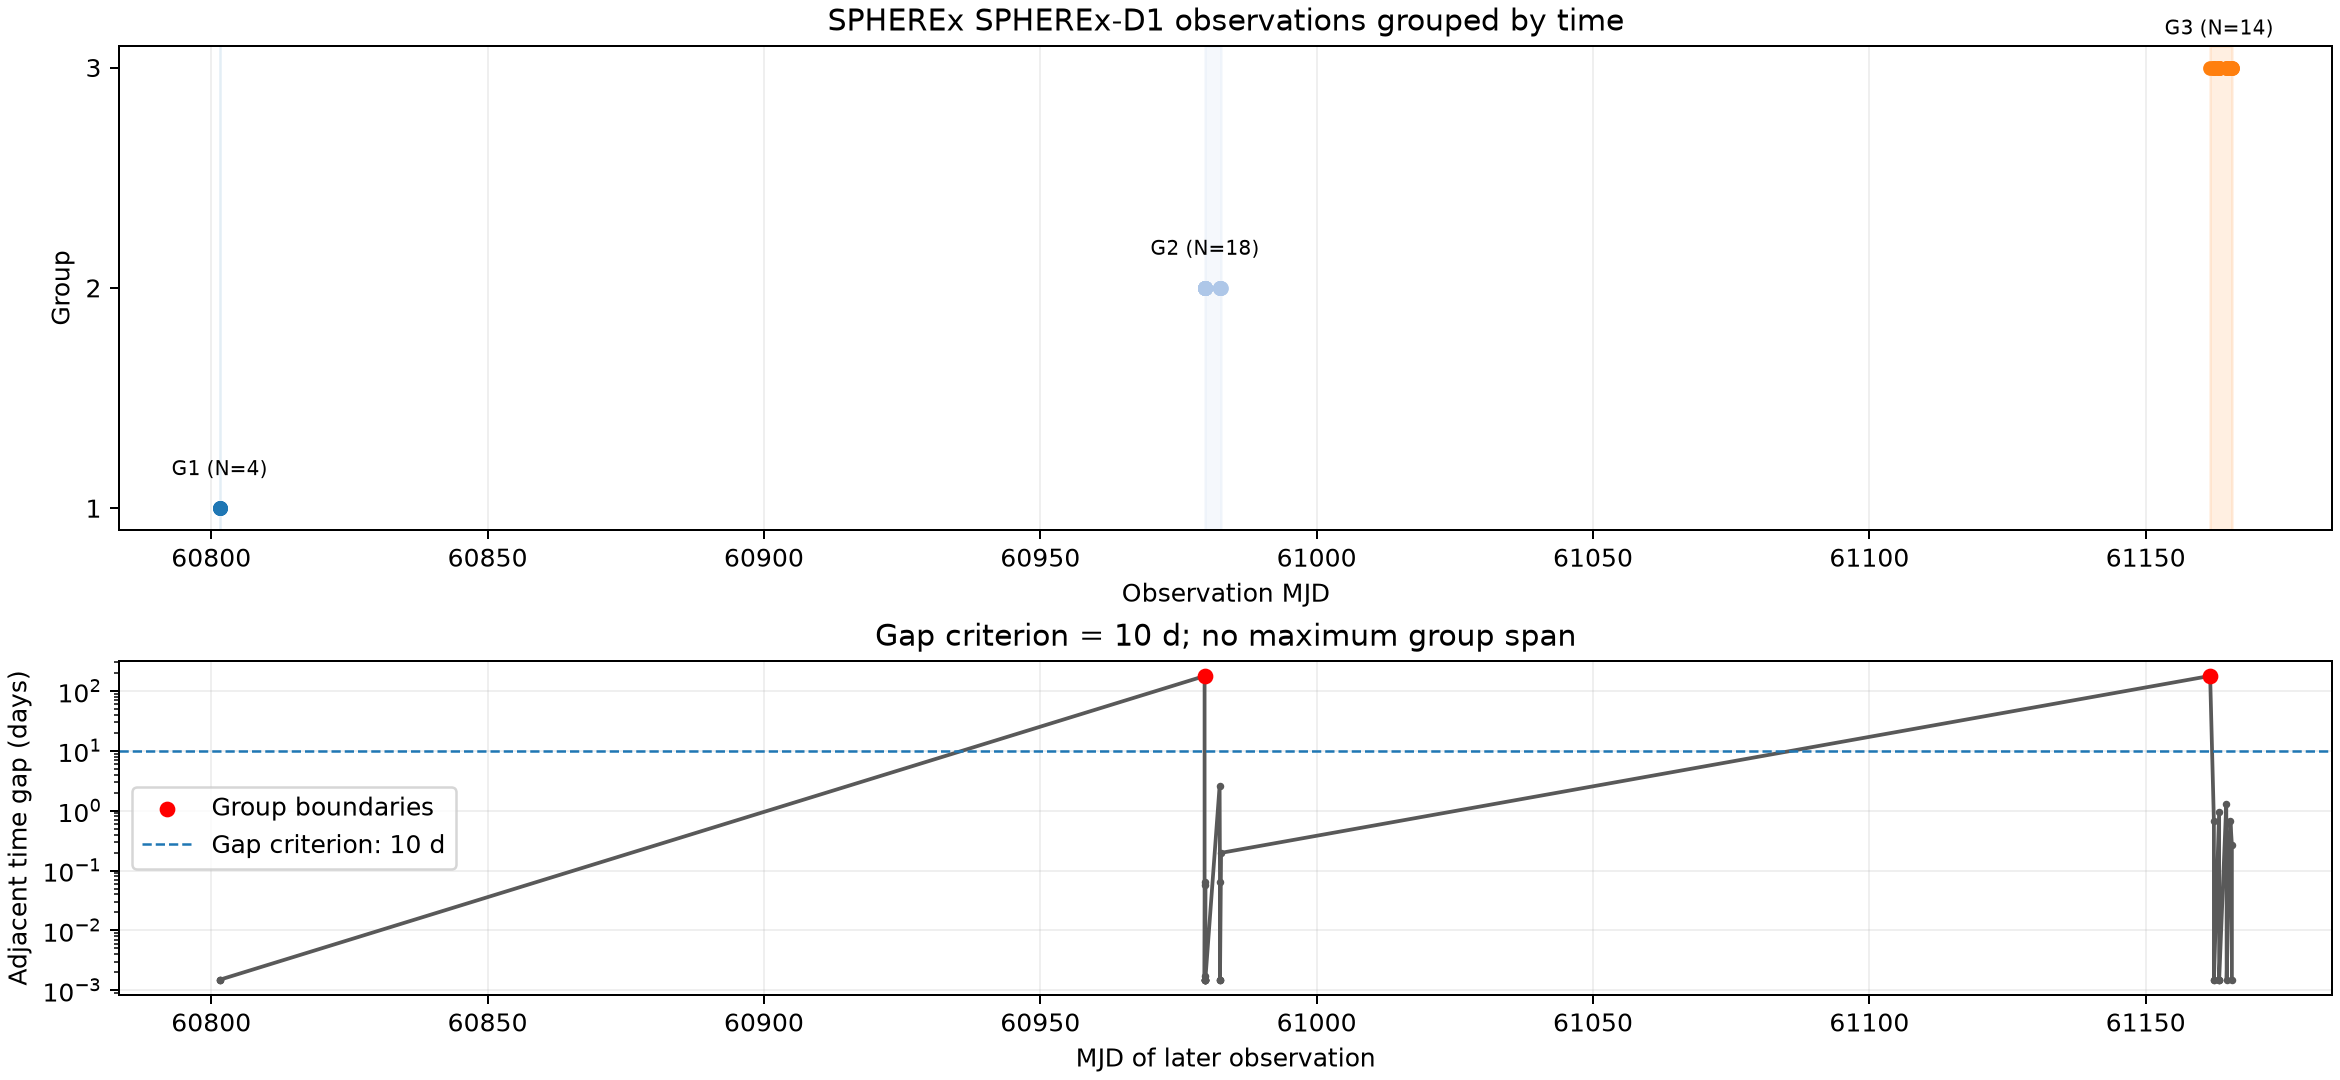 SPHEREx SPHEREx-D1 observations grouped by time
G3 (N=14)
3
G2 (N=18)
2
G1 (N=4)
1
Group
60800 60850 60900 60950 61000 61050 61100 61150
Observation MJD
Gap criterion = 10 d; no maximum group span
10²
10¹
10⁰
10⁻¹
10⁻²
10⁻³
Adjacent time gap (days)
Group boundaries
Gap criterion: 10 d
60800 60850 60900 60950 61000 61050 61100 61150
MJD of later observation